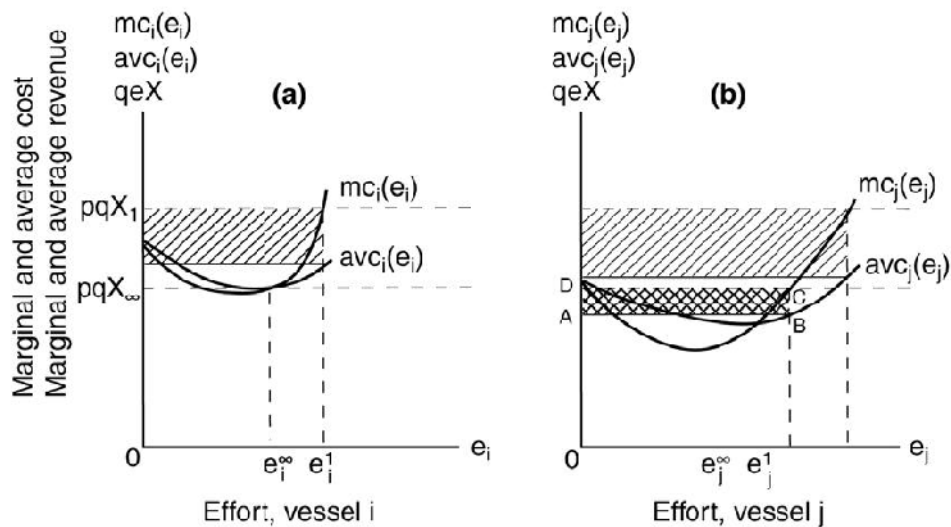 mcᵢ(eᵢ)
avcᵢ(eᵢ)
qeX
(a)
Marginal and average cost
Marginal and average revenue
pqX₁
pqX∞
mcᵢ(eᵢ)
avcᵢ(eᵢ)
0
eᵢ∞
eᵢ¹
eᵢ
Effort, vessel i
mcⱼ(eⱼ)
avcⱼ(eⱼ)
qeX
(b)
mcⱼ(eⱼ)
avcⱼ(eⱼ)
D
C
A
B
0
eⱼ∞
eⱼ¹
eⱼ
Effort, vessel j